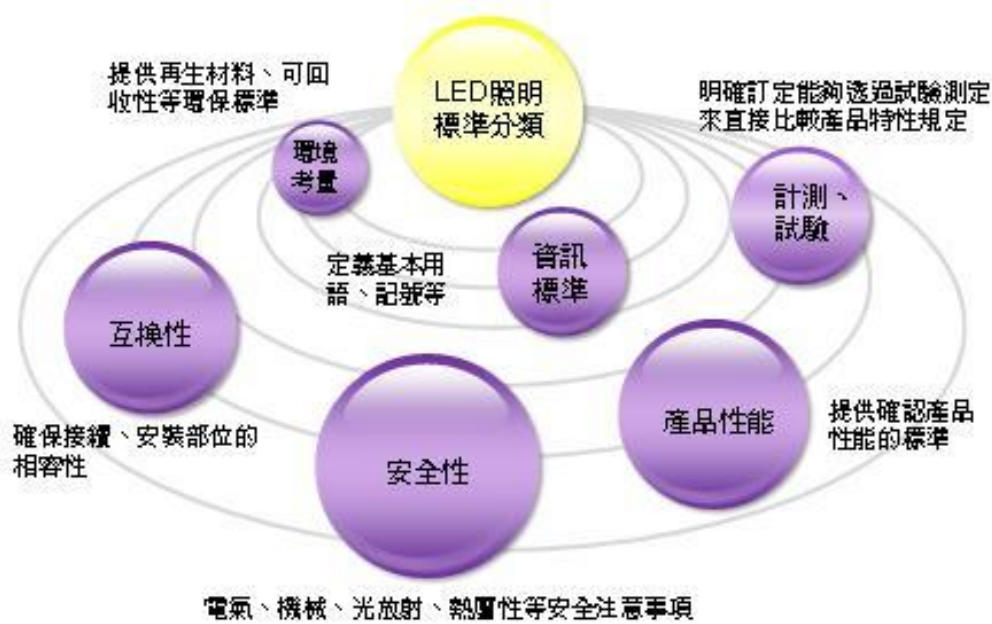 LED照明
標準分類
提供再生材料、可回
收性等環保標準
環境
考量
明確訂定能夠透過試驗測定
來直接比較產品特性規定
計測、
試驗
資訊
標準
定義基本用
語、記號等
互換性
確保接續、安裝部位的
相容性
安全性
電氣、機械、光放射、熱屬性等安全注意事項
產品性能
提供確認產品
性能的標準